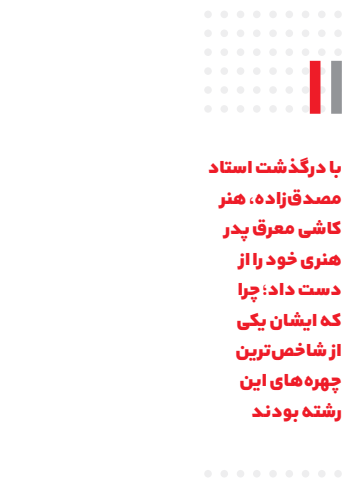 با درگذشت استاد
مصدق‌زاده، هنر
کاشی معرق پدر
هنری خود را از
دست داد؛ چرا
که ایشان یکی
از شاخص‌ترین
چهره‌های این
رشته بودند